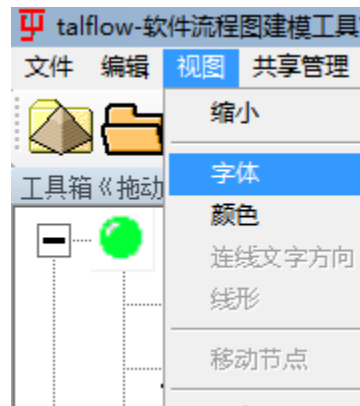 talflow-软件流程图建模工具
文件 编辑 视图 共享管理
缩小
工具箱《拖动
字体
颜色
连线文字方向
线形
移动节点